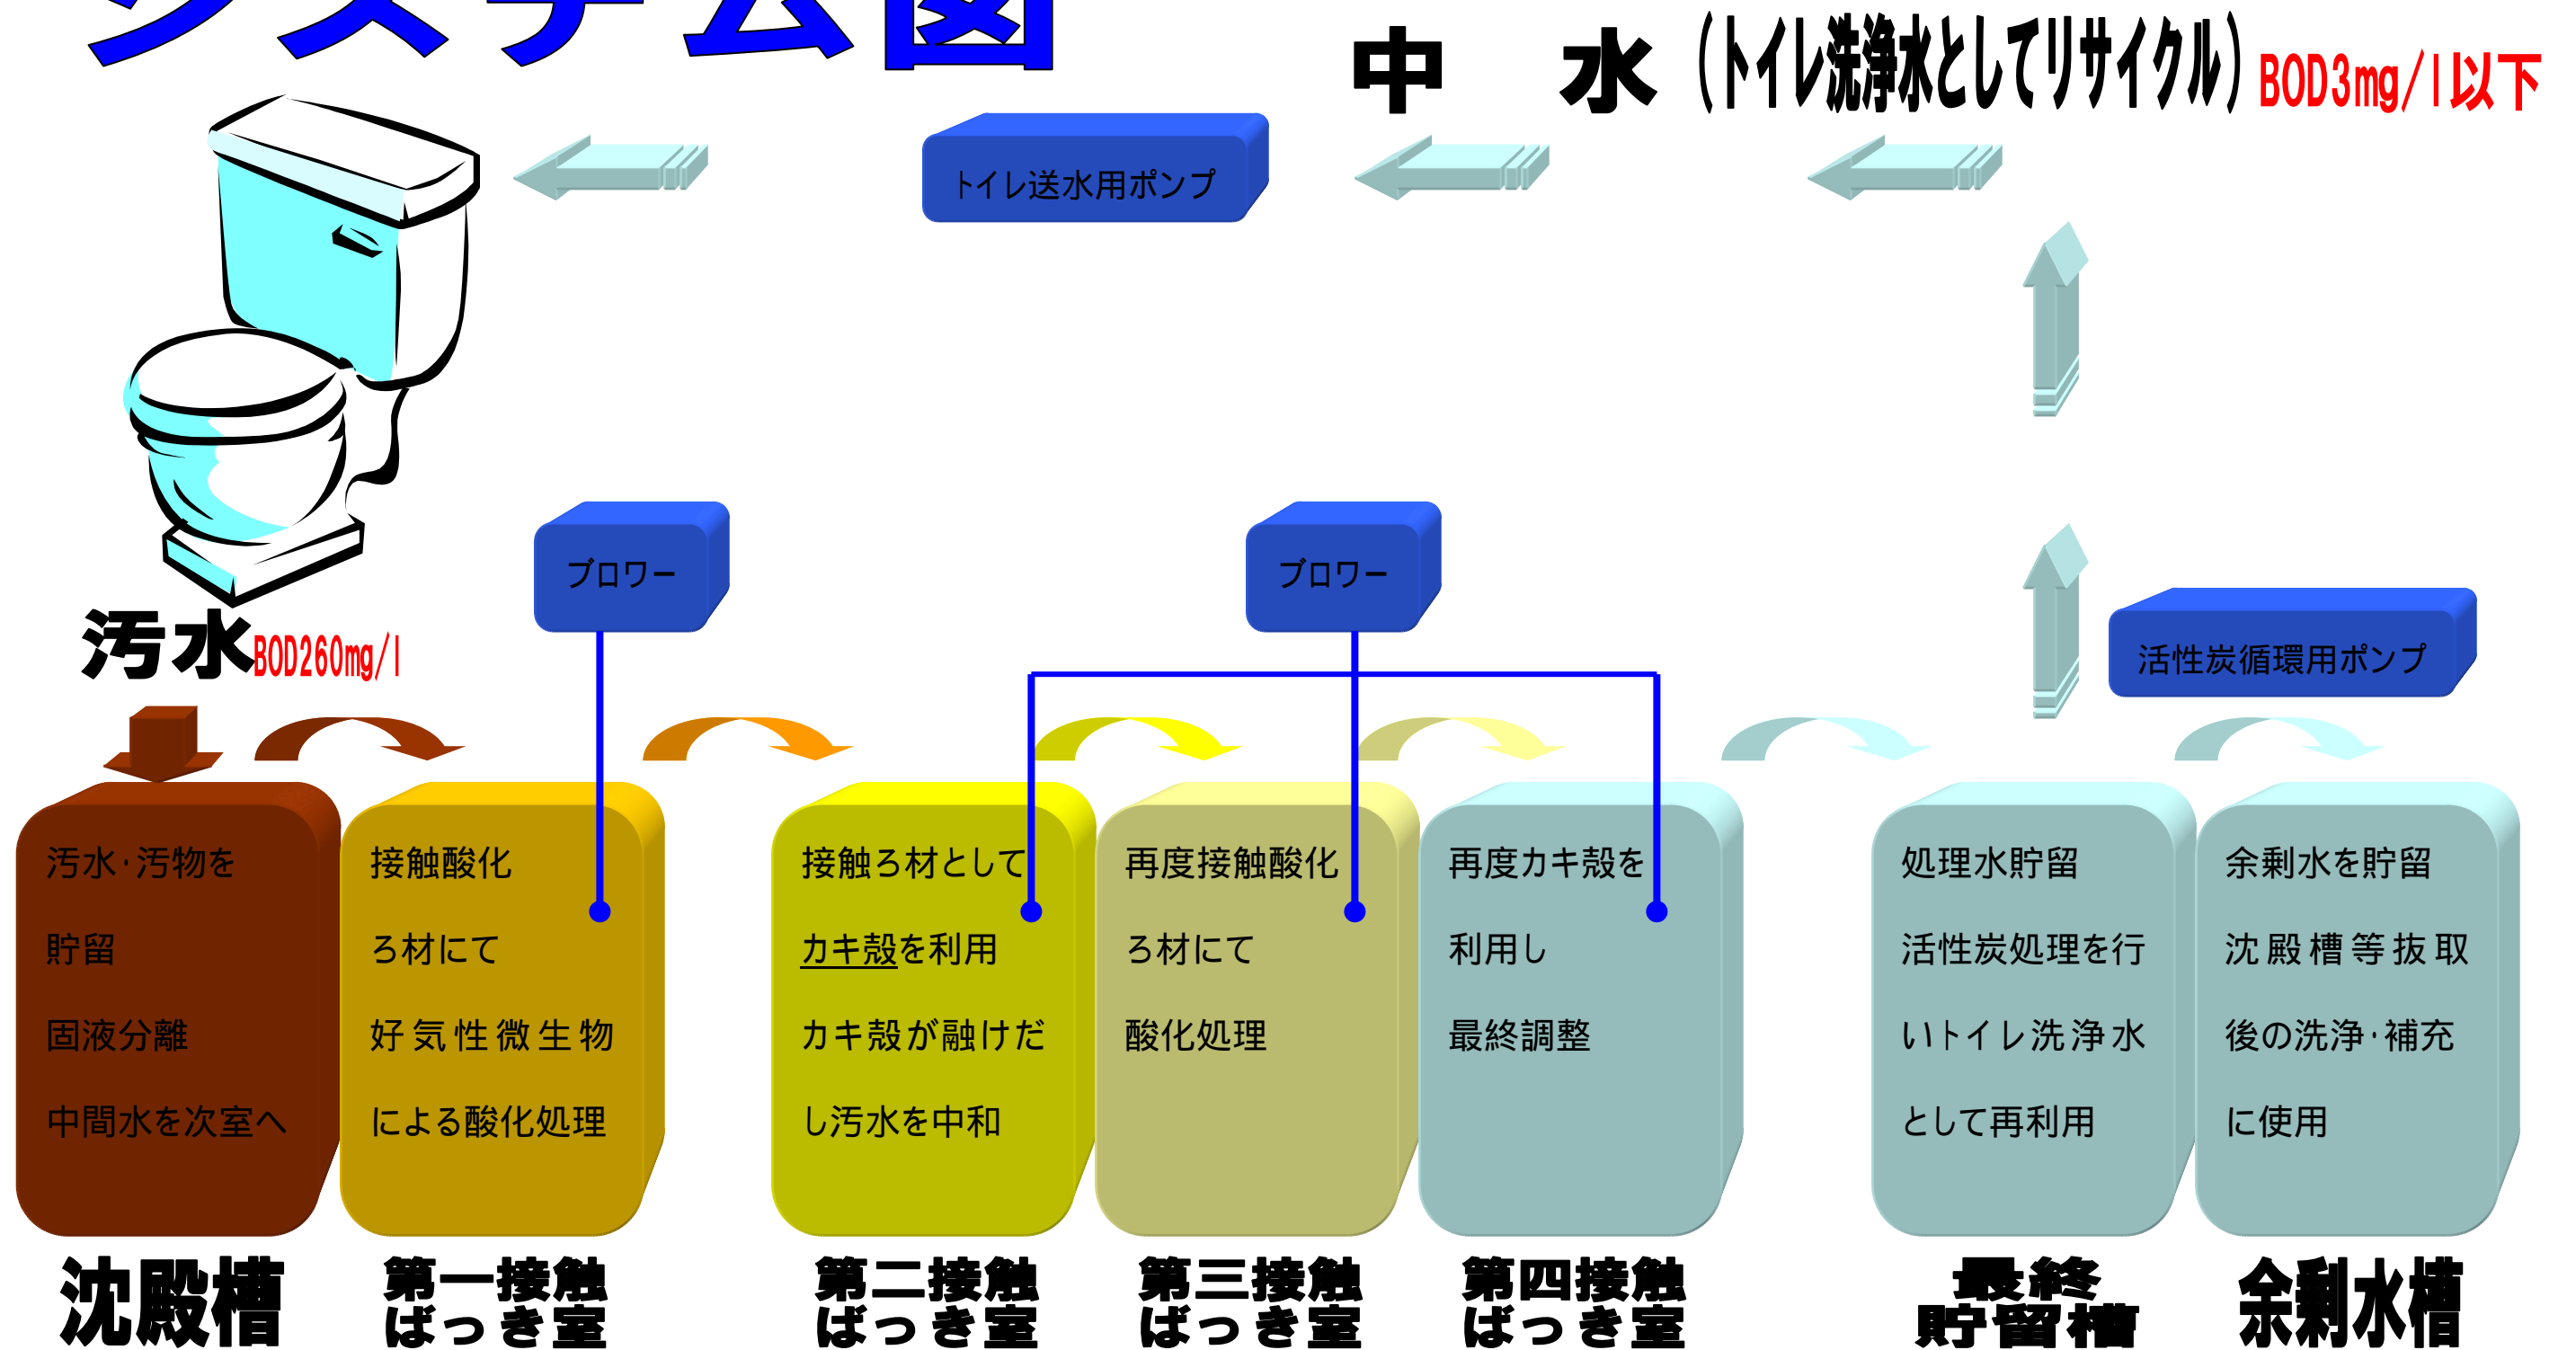 システム図
中 水(トイレ洗浄水としてリサイクル)BOD3mg/l以下
トイレ送水用ポンプ
ブロワー
ブロワー
汚水BOD260mg/l
活性炭循環用ポンプ
汚水・汚物を
貯留
固液分離
中間水を次室へ
沈殿槽
接触酸化
ろ材にて
好気性微生物
による酸化処理
第一接触
ばっき室
接触ろ材として
カキ殻を利用
カキ殻が融けだ
し汚水を中和
第二接触
ばっき室
再度接触酸化
ろ材にて
酸化処理
第三接触
ばっき室
再度カキ殻を
利用し
最終調整
第四接触
ばっき室
処理水貯留
活性炭処理を行
いトイレ洗浄水
として再利用
最終
貯留槽
余剰水を貯留
沈殿槽等抜取
後の洗浄・補充
に使用
余剰水槽